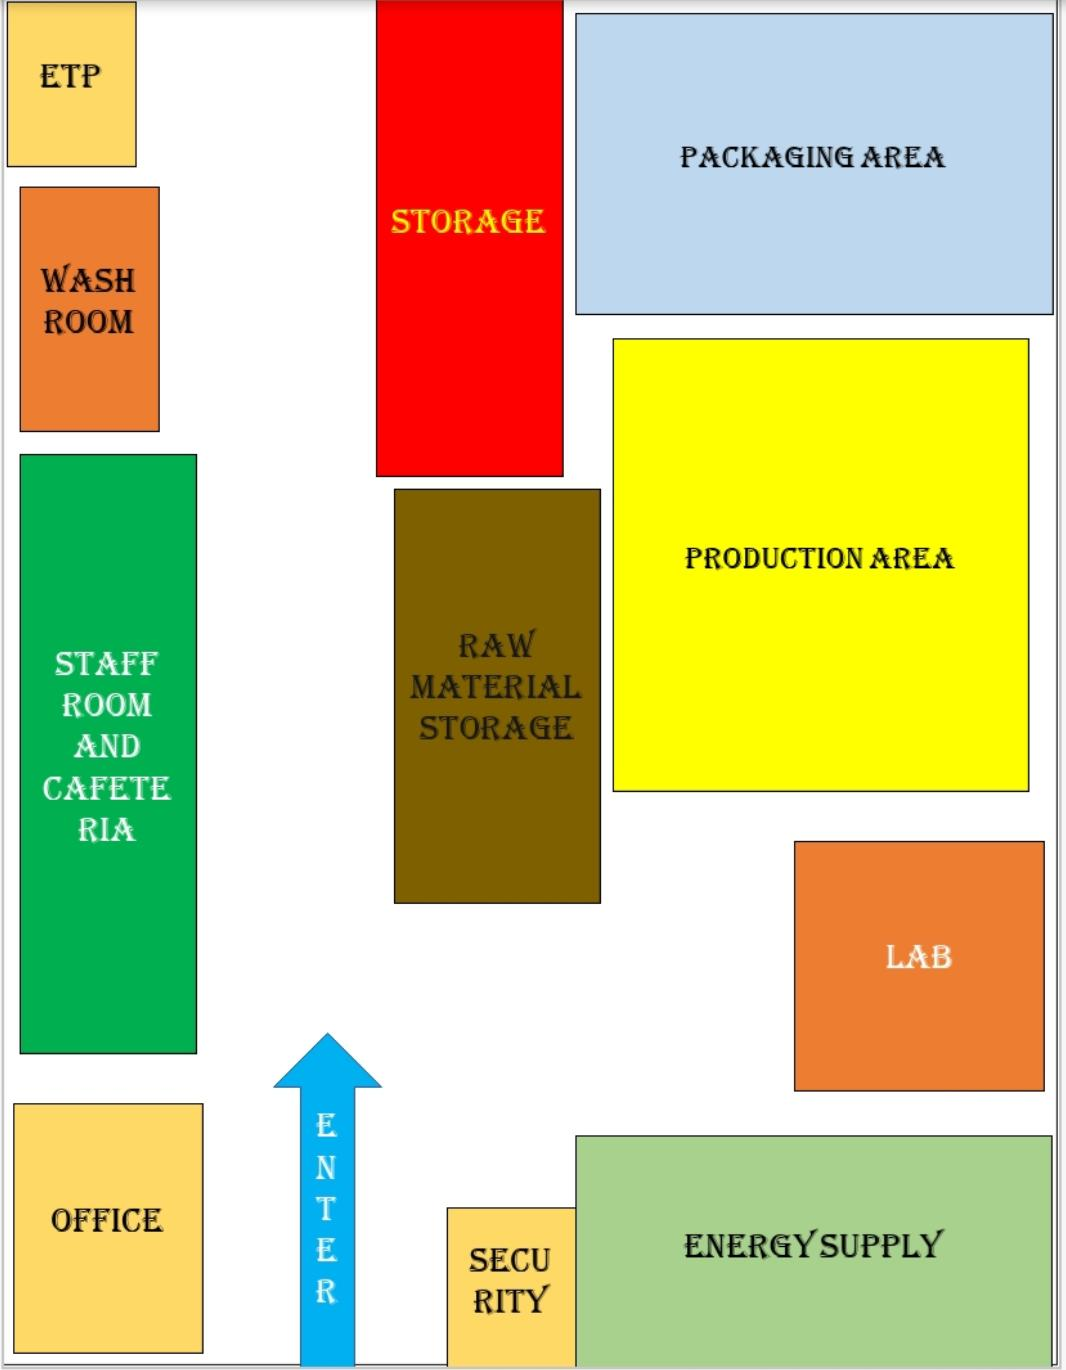 ETP
PACKAGING AREA
STORAGE
WASH
ROOM
PRODUCTION AREA
RAW
MATERIAL
STORAGE
STAFF
ROOM
AND
CAFETE
RIA
LAB
E
N
T
E
R
OFFICE
SECU
RITY
ENERGY SUPPLY